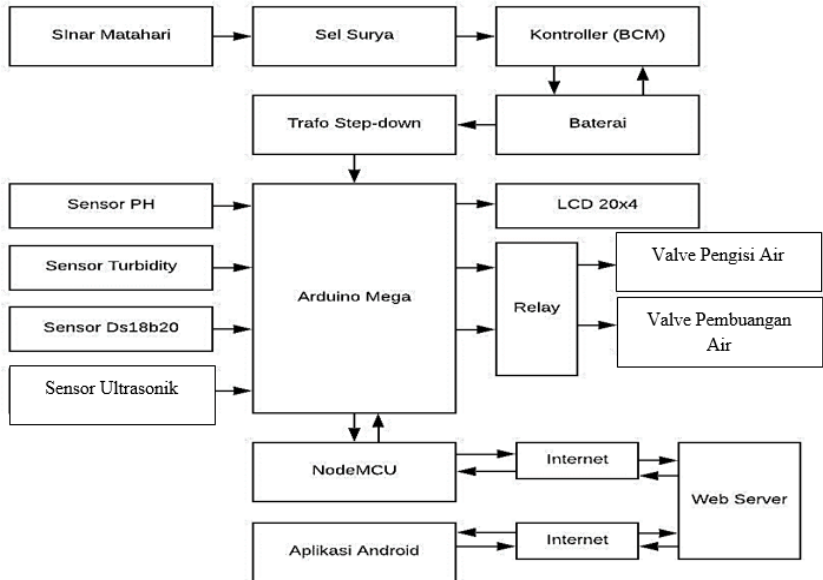 SInar Matahari
Sel Surya
Kontroller (BCM)
Trafo Step-down
Baterai
Sensor PH
LCD 20x4
Sensor Turbidity
Arduino Mega
Relay
Valve Pengisi Air
Sensor Ds18b20
Valve Pembuangan
Air
Sensor Ultrasonik
NodeMCU
Internet
Web Server
Aplikasi Android
Internet